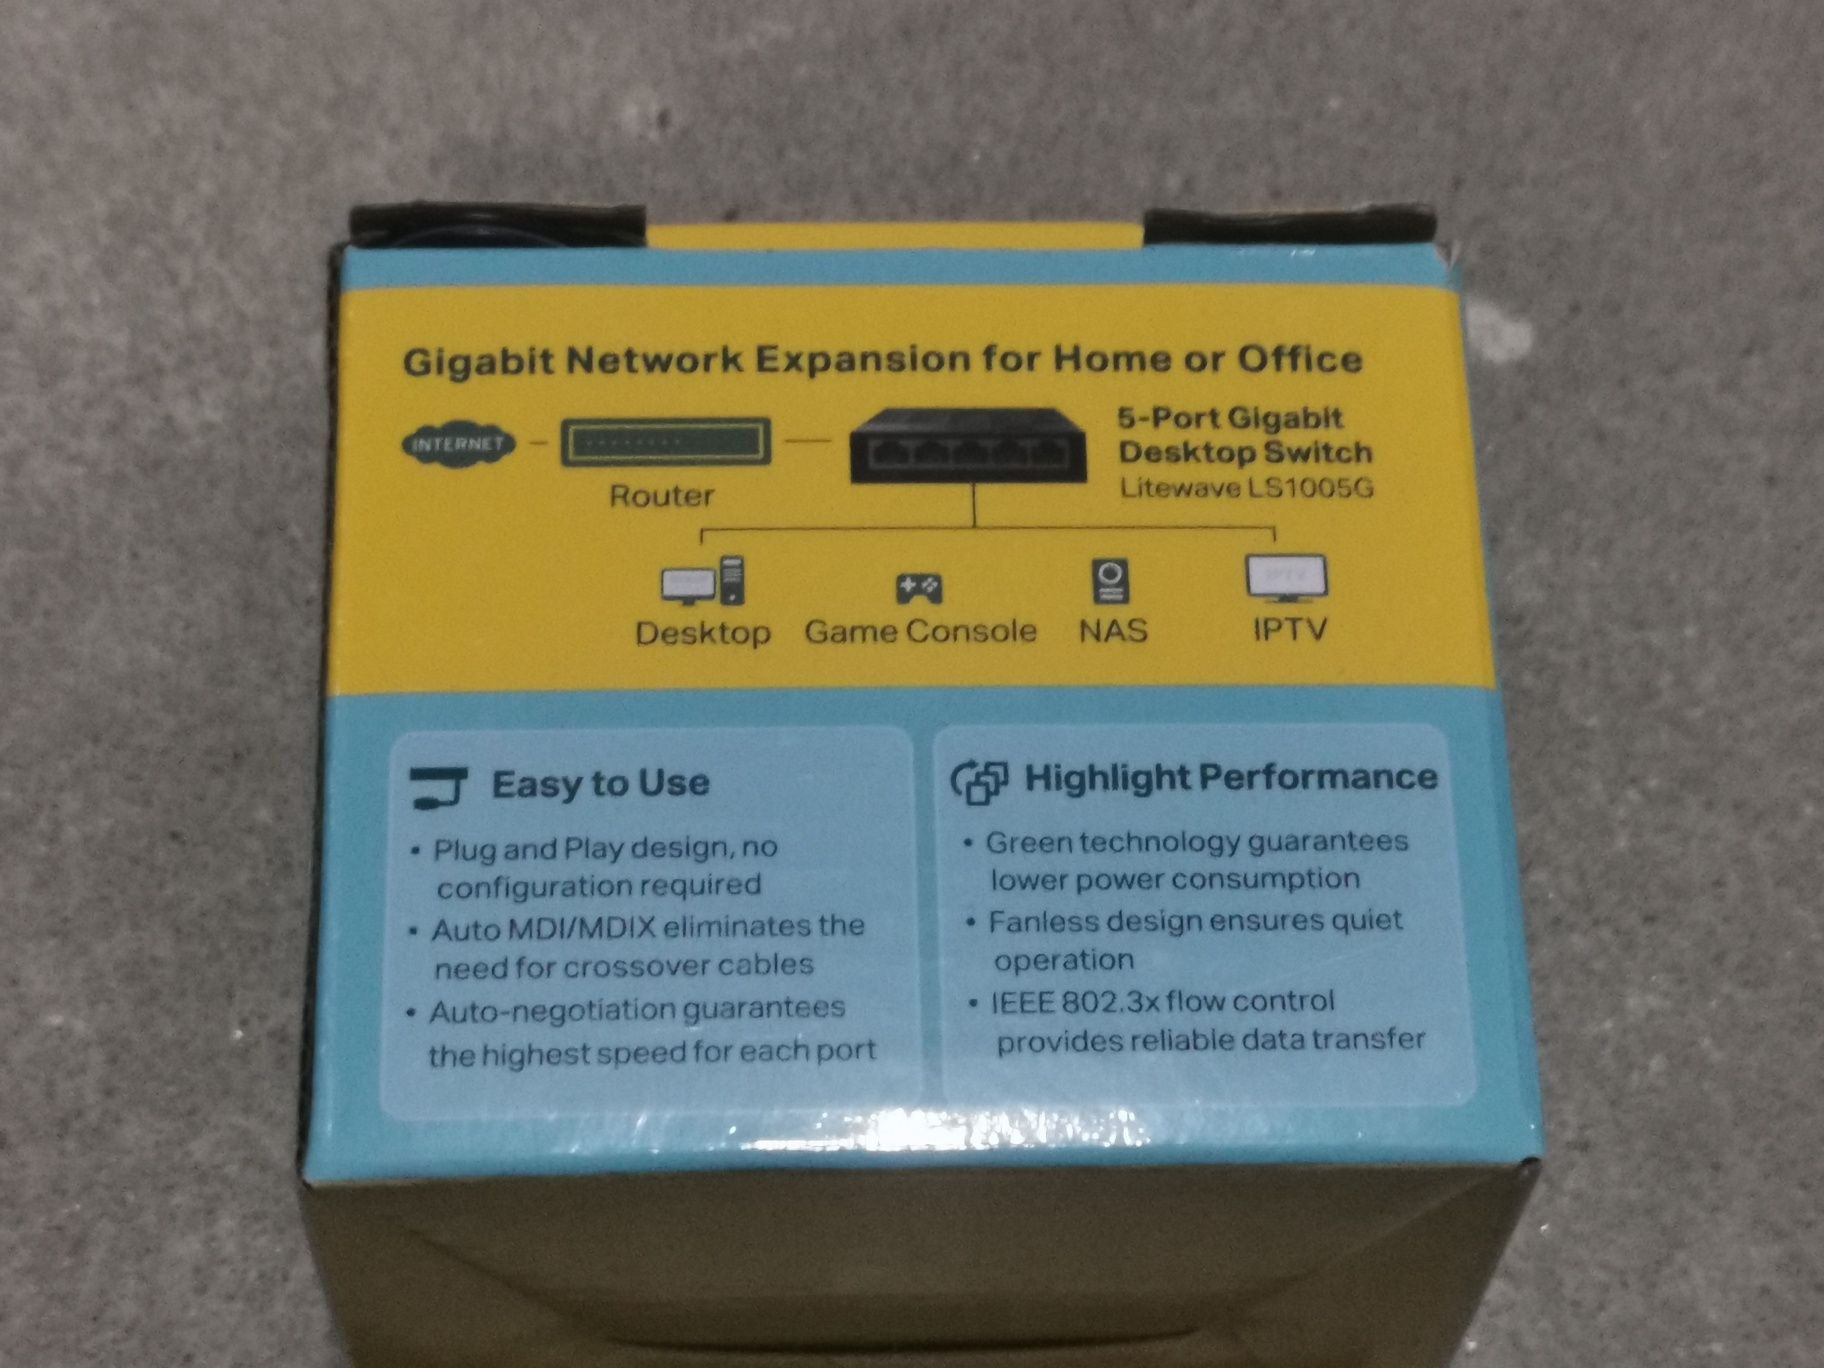 Gigabit Network Expansion for Home or Office
INTERNET
Router
5-Port Gigabit
Desktop Switch
Litewave LS1005G
Desktop
Game Console
NAS
IPTV
Easy to Use
• Plug and Play design, no
configuration required
• Auto MDI/MDIX eliminates the
need for crossover cables
• Auto-negotiation guarantees
the highest speed for each port
Highlight Performance
• Green technology guarantees
lower power consumption
• Fanless design ensures quiet
operation
• IEEE 802.3x flow control
provides reliable data transfer